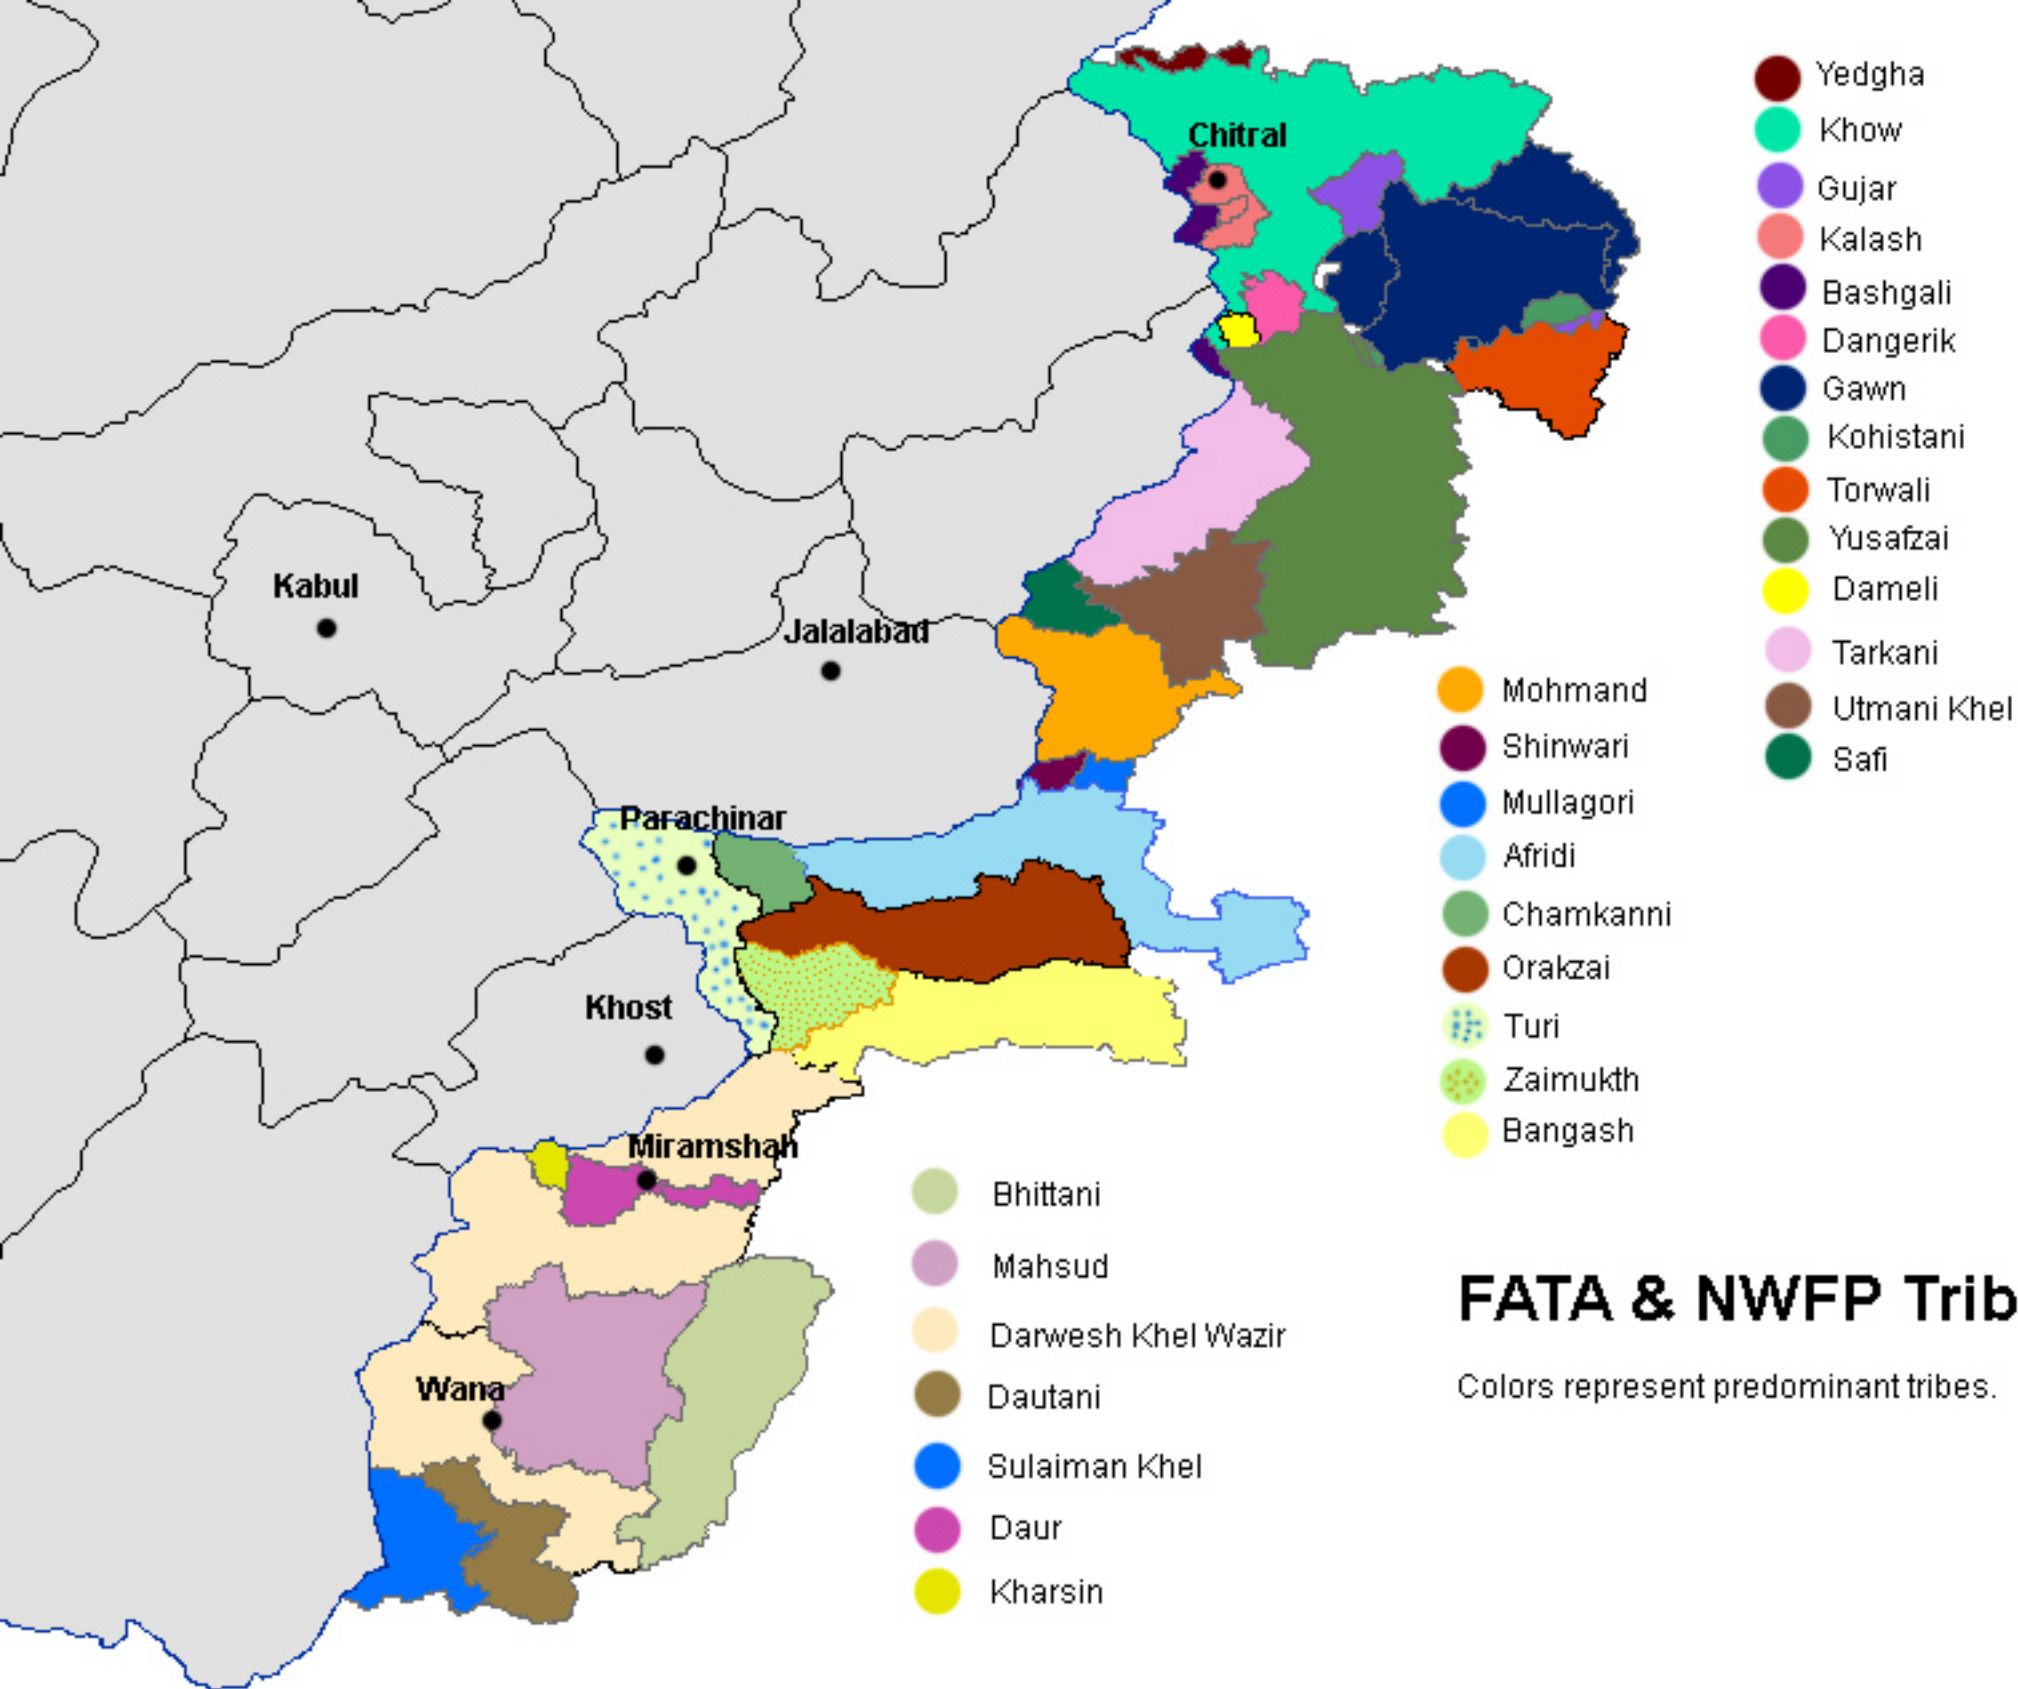 Yedgha
Khow
Gujar
Kalash
Bashgali
Dangerik
Gawn
Kohistani
Torwali
Yusafzai
Dameli
Tarkani
Utmani Khel
Safi
Chitral
Kabul
Jalalabad
Parachinar
Khost
Miramshah
Wana
Mohmand
Shinwari
Mullagori
Afridi
Chamkanni
Orakzai
Turi
Zaimukth
Bangash
Bhittani
Mahsud
Darwesh Khel Wazir
Dautani
Sulaiman Khel
Daur
Kharsin
FATA & NWFP Trib
Colors represent predominant tribes.